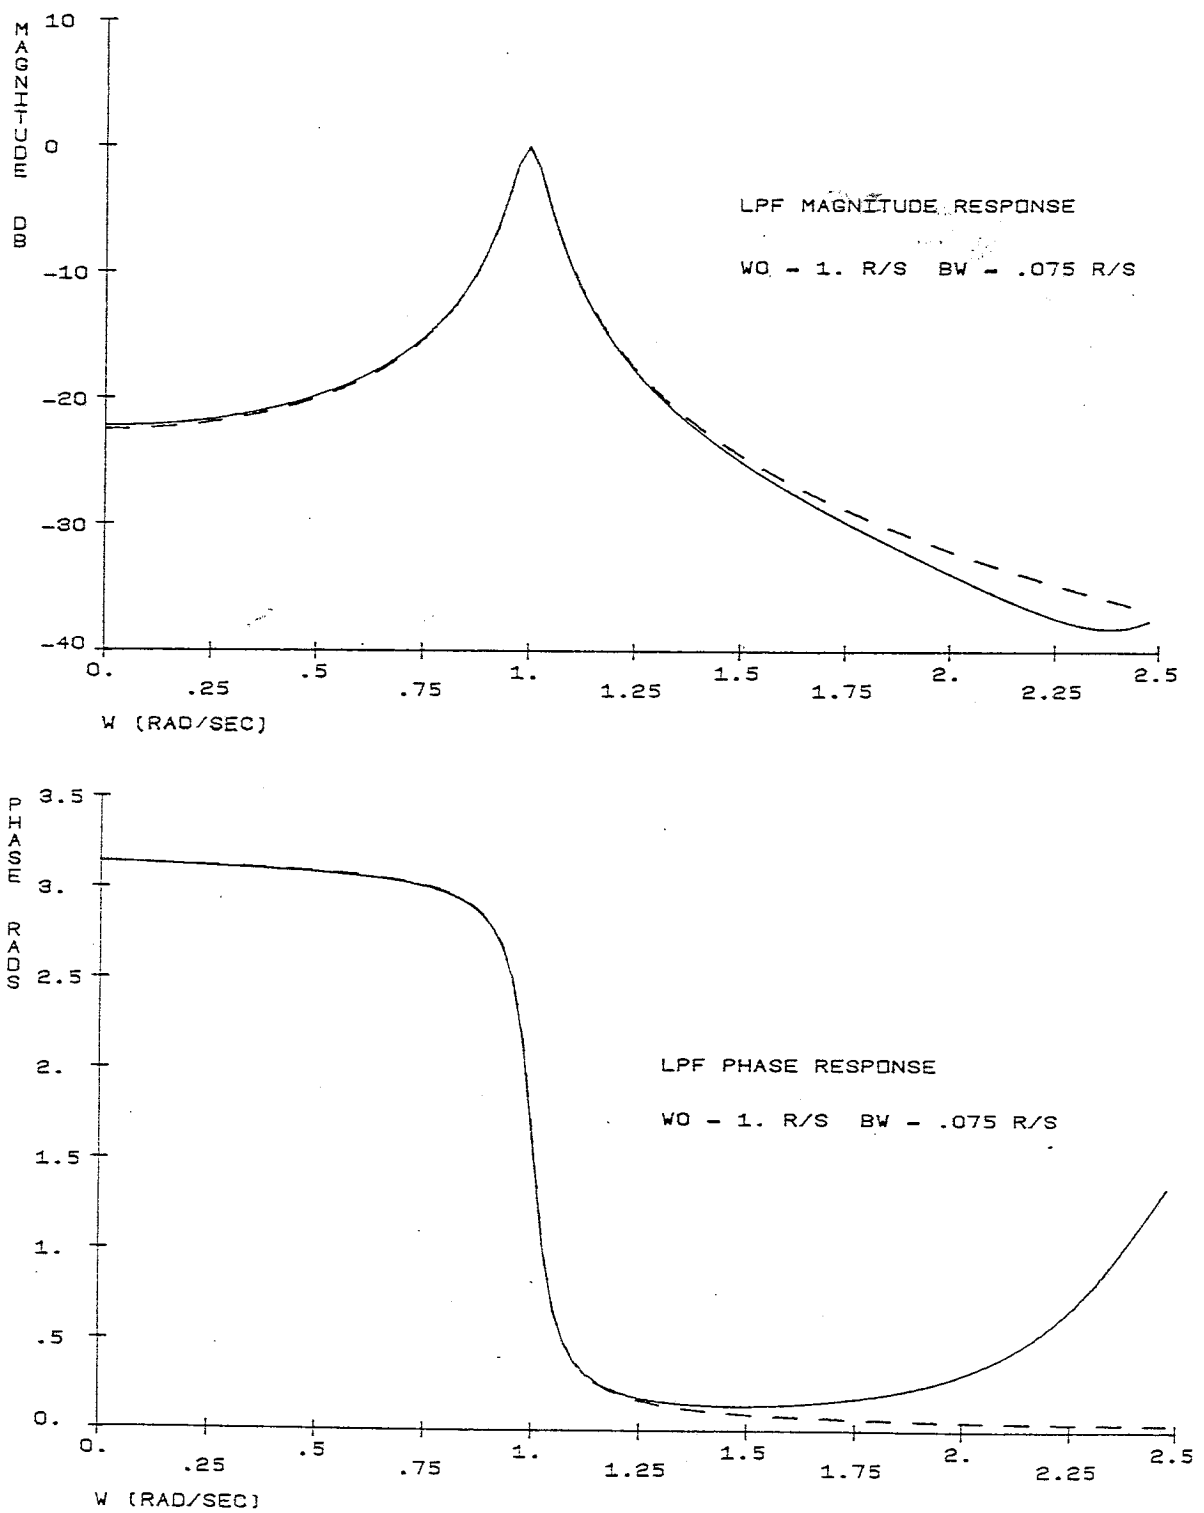 MAGNITUDE DB
10
0
-10
-20
-30
-40
LPF MAGNITUDE RESPONSE
WO - 1. R/S BW - .075 R/S
0. .25 .5 .75 1. 1.25 1.5 1.75 2. 2.25 2.5
W (RAD/SEC)
PHASE RADS
3.5
3.
2.5
2.
1.5
1.
.5
0.
LPF PHASE RESPONSE
WO - 1. R/S BW - .075 R/S
0. .25 .5 .75 1. 1.25 1.5 1.75 2. 2.25 2.5
W (RAD/SEC)